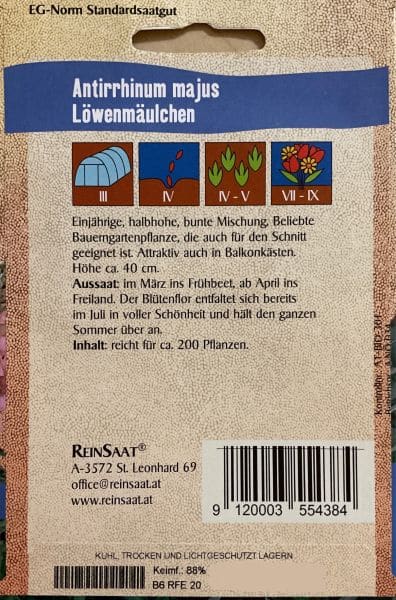 EG-Norm Standardsaatgut
Antirrhinum majus
Löwenmäulchen
III IV IV - V VII - IX
Einjährige, halbhohe, bunte Mischung. Beliebte
Bauerngartenpflanze, die auch für den Schnitt
geeignet ist. Attraktiv auch in Balkonkästen.
Höhe ca. 40 cm.
Aussaat: im März ins Frühbeet, ab April ins
Freiland. Der Blütenflor entfaltet sich bereits
im Juli in voller Schönheit und hält den ganzen
Sommer über an.
Inhalt: reicht für ca. 200 Pflanzen.
REINSAAT®
A-3572 St. Leonhard 69
office@reinsaat.at
www.reinsaat.at
9 120003 554384
KÜHL, TROCKEN UND LICHTGESCHÜTZT LAGERN
Keimf.: 88%
B6 RFE 20